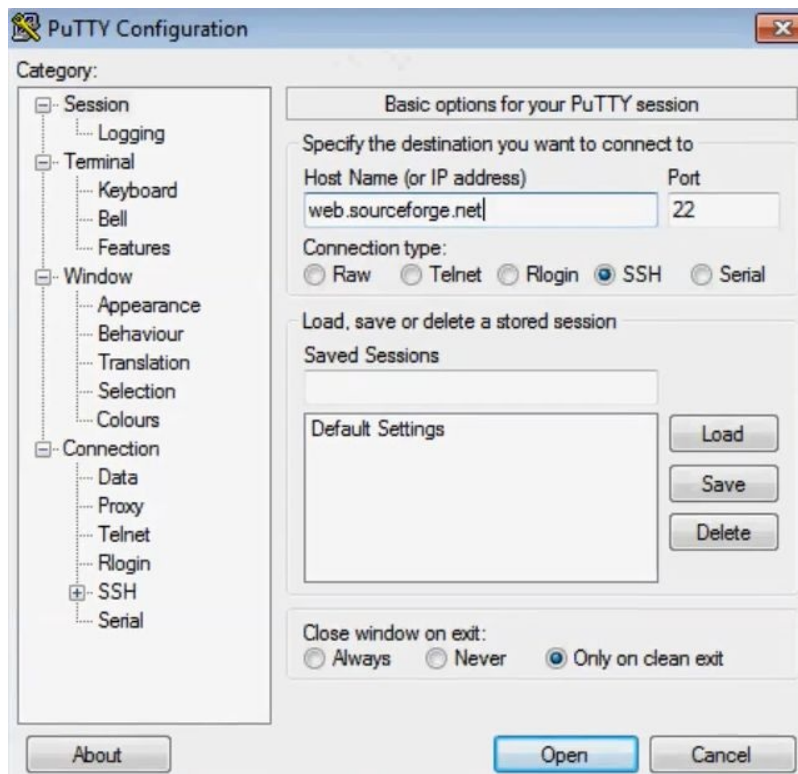 PuTTY Configuration
Category:
Session
Logging
Terminal
Keyboard
Bell
Features
Window
Appearance
Behaviour
Translation
Selection
Colours
Connection
Data
Proxy
Telnet
Rlogin
SSH
Serial
Basic options for your PuTTY session
Specify the destination you want to connect to
Host Name (or IP address) Port
web.sourceforge.net 22
Connection type:
Raw Telnet Rlogin SSH Serial
Load, save or delete a stored session
Saved Sessions
Default Settings
Load
Save
Delete
Close window on exit:
Always Never Only on clean exit
About Open Cancel